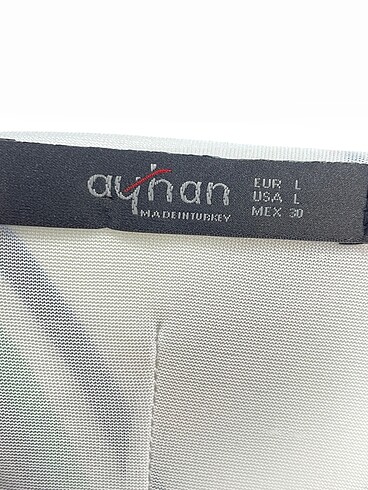 ayhan
MADEINTURKEY
EUR L
USA L
MEX 30